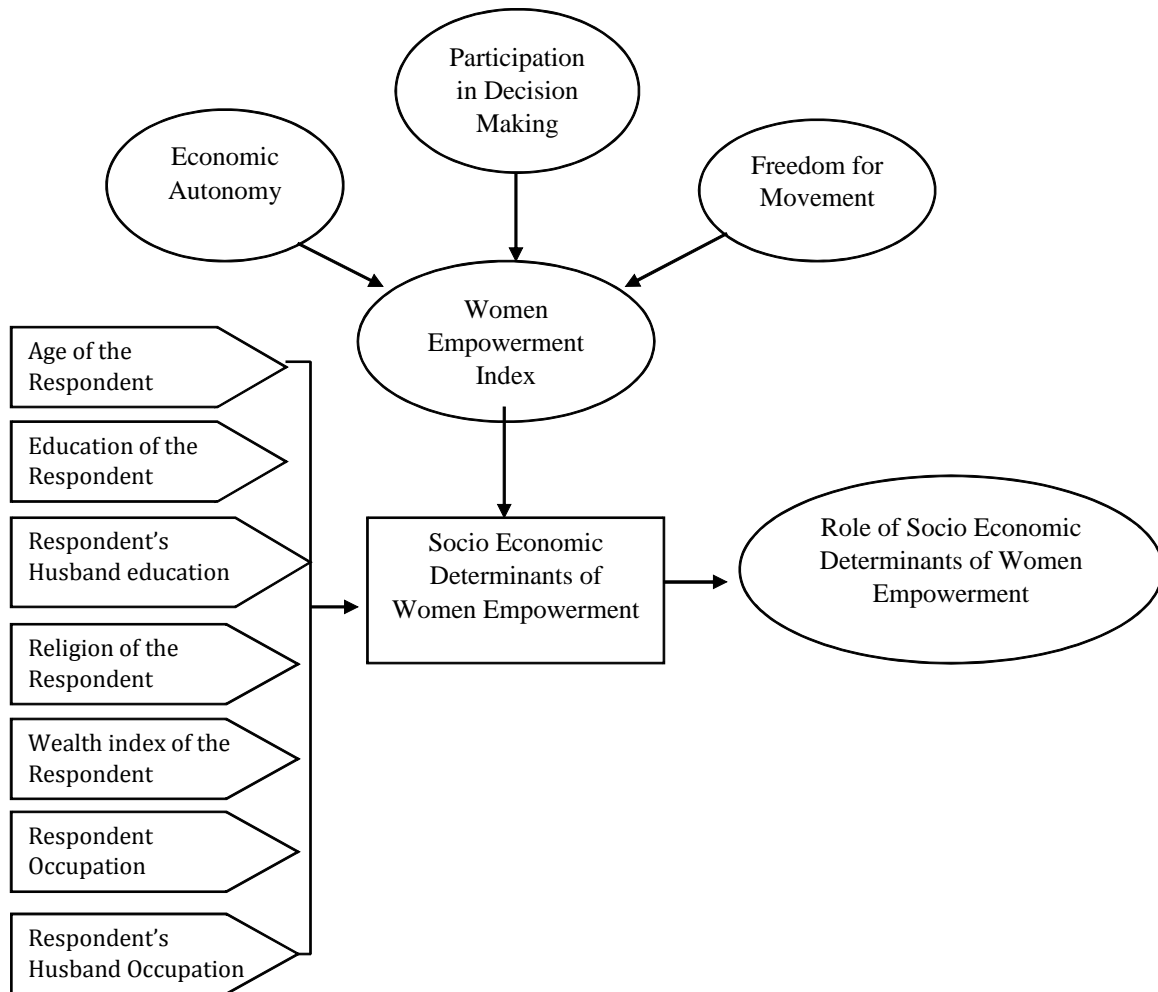 Participation
in Decision
Making
Economic
Autonomy
Freedom for
Movement
Women
Empowerment
Index
Age of the
Respondent
Education of the
Respondent
Respondent’s
Husband education
Religion of the
Respondent
Wealth index of the
Respondent
Respondent
Occupation
Respondent’s
Husband Occupation
Socio Economic
Determinants of
Women Empowerment
Role of Socio Economic
Determinants of Women
Empowerment